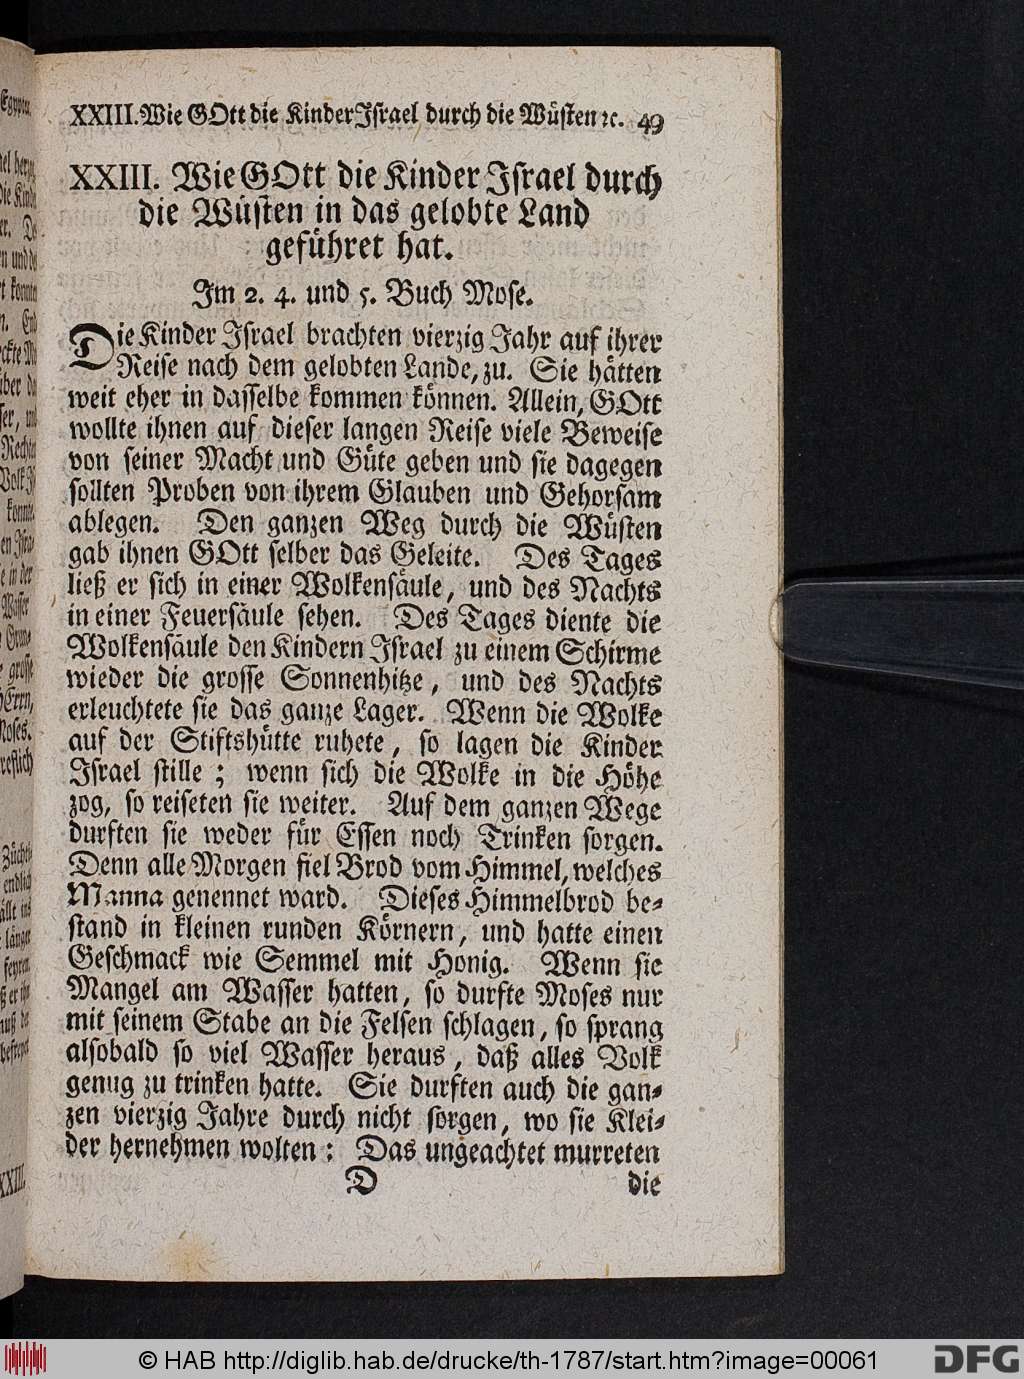 XXIII. Wie GOtt die Kinder Israel durch die Wüsten ꝛc. 49
XXIII. Wie GOtt die Kinder Israel durch
die Wüsten in das gelobte Land
geführet hat.
Im 2. 4. und 5. Buch Mose.
Die Kinder Israel brachten vierzig Jahr auf ihrer
Reise nach dem gelobten Lande, zu. Sie hätten
weit eher in dasselbe kommen können. Allein, GOtt
wollte ihnen auf dieser langen Reise viele Beweise
von seiner Macht und Güte geben und sie dagegen
sollten Proben von ihrem Glauben und Gehorsam
ablegen. Den ganzen Weg durch die Wüsten
gab ihnen GOtt selber das Geleite. Des Tages
ließ er sich in einer Wolkensäule, und des Nachts
in einer Feuersäule sehen. Des Tages diente die
Wolkensäule den Kindern Israel zu einem Schirme
wieder die grosse Sonnenhitze, und des Nachts
erleuchtete sie das ganze Lager. Wenn die Wolke
auf der Stiftshütte ruhete, so lagen die Kinder
Israel stille; wenn sich die Wolke in die Höhe
zog, so reiseten sie weiter. Auf dem ganzen Wege
durften sie weder für Essen noch Trinken sorgen.
Denn alle Morgen fiel Brod vom Himmel, welches
Manna genennet ward. Dieses Himmelbrod be-
stand in kleinen runden Körnern, und hatte einen
Geschmack wie Semmel mit Honig. Wenn sie
Mangel am Wasser hatten, so durfte Moses nur
mit seinem Stabe an die Felsen schlagen, so sprang
alsobald so viel Wasser heraus, daß alles Volk
genug zu trinken hatte. Sie durften auch die gan-
zen vierzig Jahre durch nicht sorgen, wo sie Klei-
der hernehmen wolten: Das ungeachtet murreten
D die
© HAB http://diglib.hab.de/drucke/th-1787/start.htm?image=00061
DFG